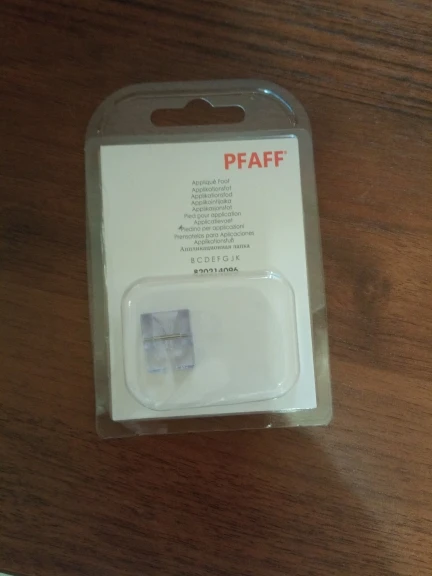 PFAFF®
Appliqué Foot
Applikationsfot
Applikationsfod
Applikointijalka
Applikasjonsfot
Pied pour application
Applicatievoet
Piedino per applicazioni
Prensatelas para Aplicaciones
Applikationsfuß
Аппликационная лапка
B C D E F G J K
820214096